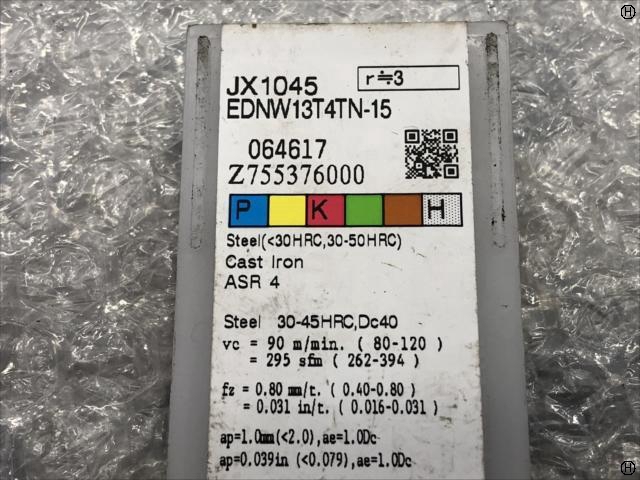 JX1045
r≒3
EDNW13T4TN-15
064617
Z755376000
P K H
Steel(<30HRC,30-50HRC)
Cast Iron
ASR 4
Steel 30-45HRC,Dc40
vc = 90 m/min. ( 80-120 )
= 295 sfm ( 262-394 )
fz = 0.80 mm/t. ( 0.40-0.80 )
= 0.031 in/t. ( 0.016-0.031 )
ap=1.0mm(<2.0),ae=1.0Dc
ap=0.039in (<0.079),ae=1.0Dc
H
H